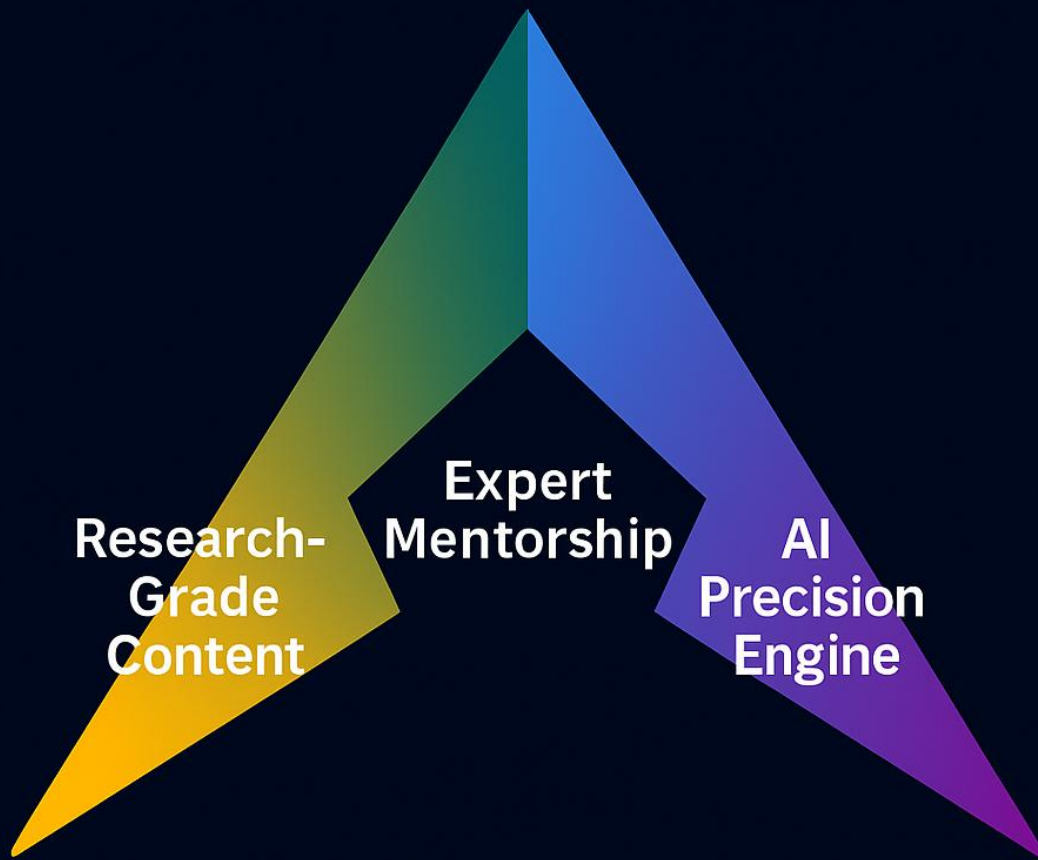 Research-
Grade
Content
Expert
Mentorship
AI
Precision
Engine